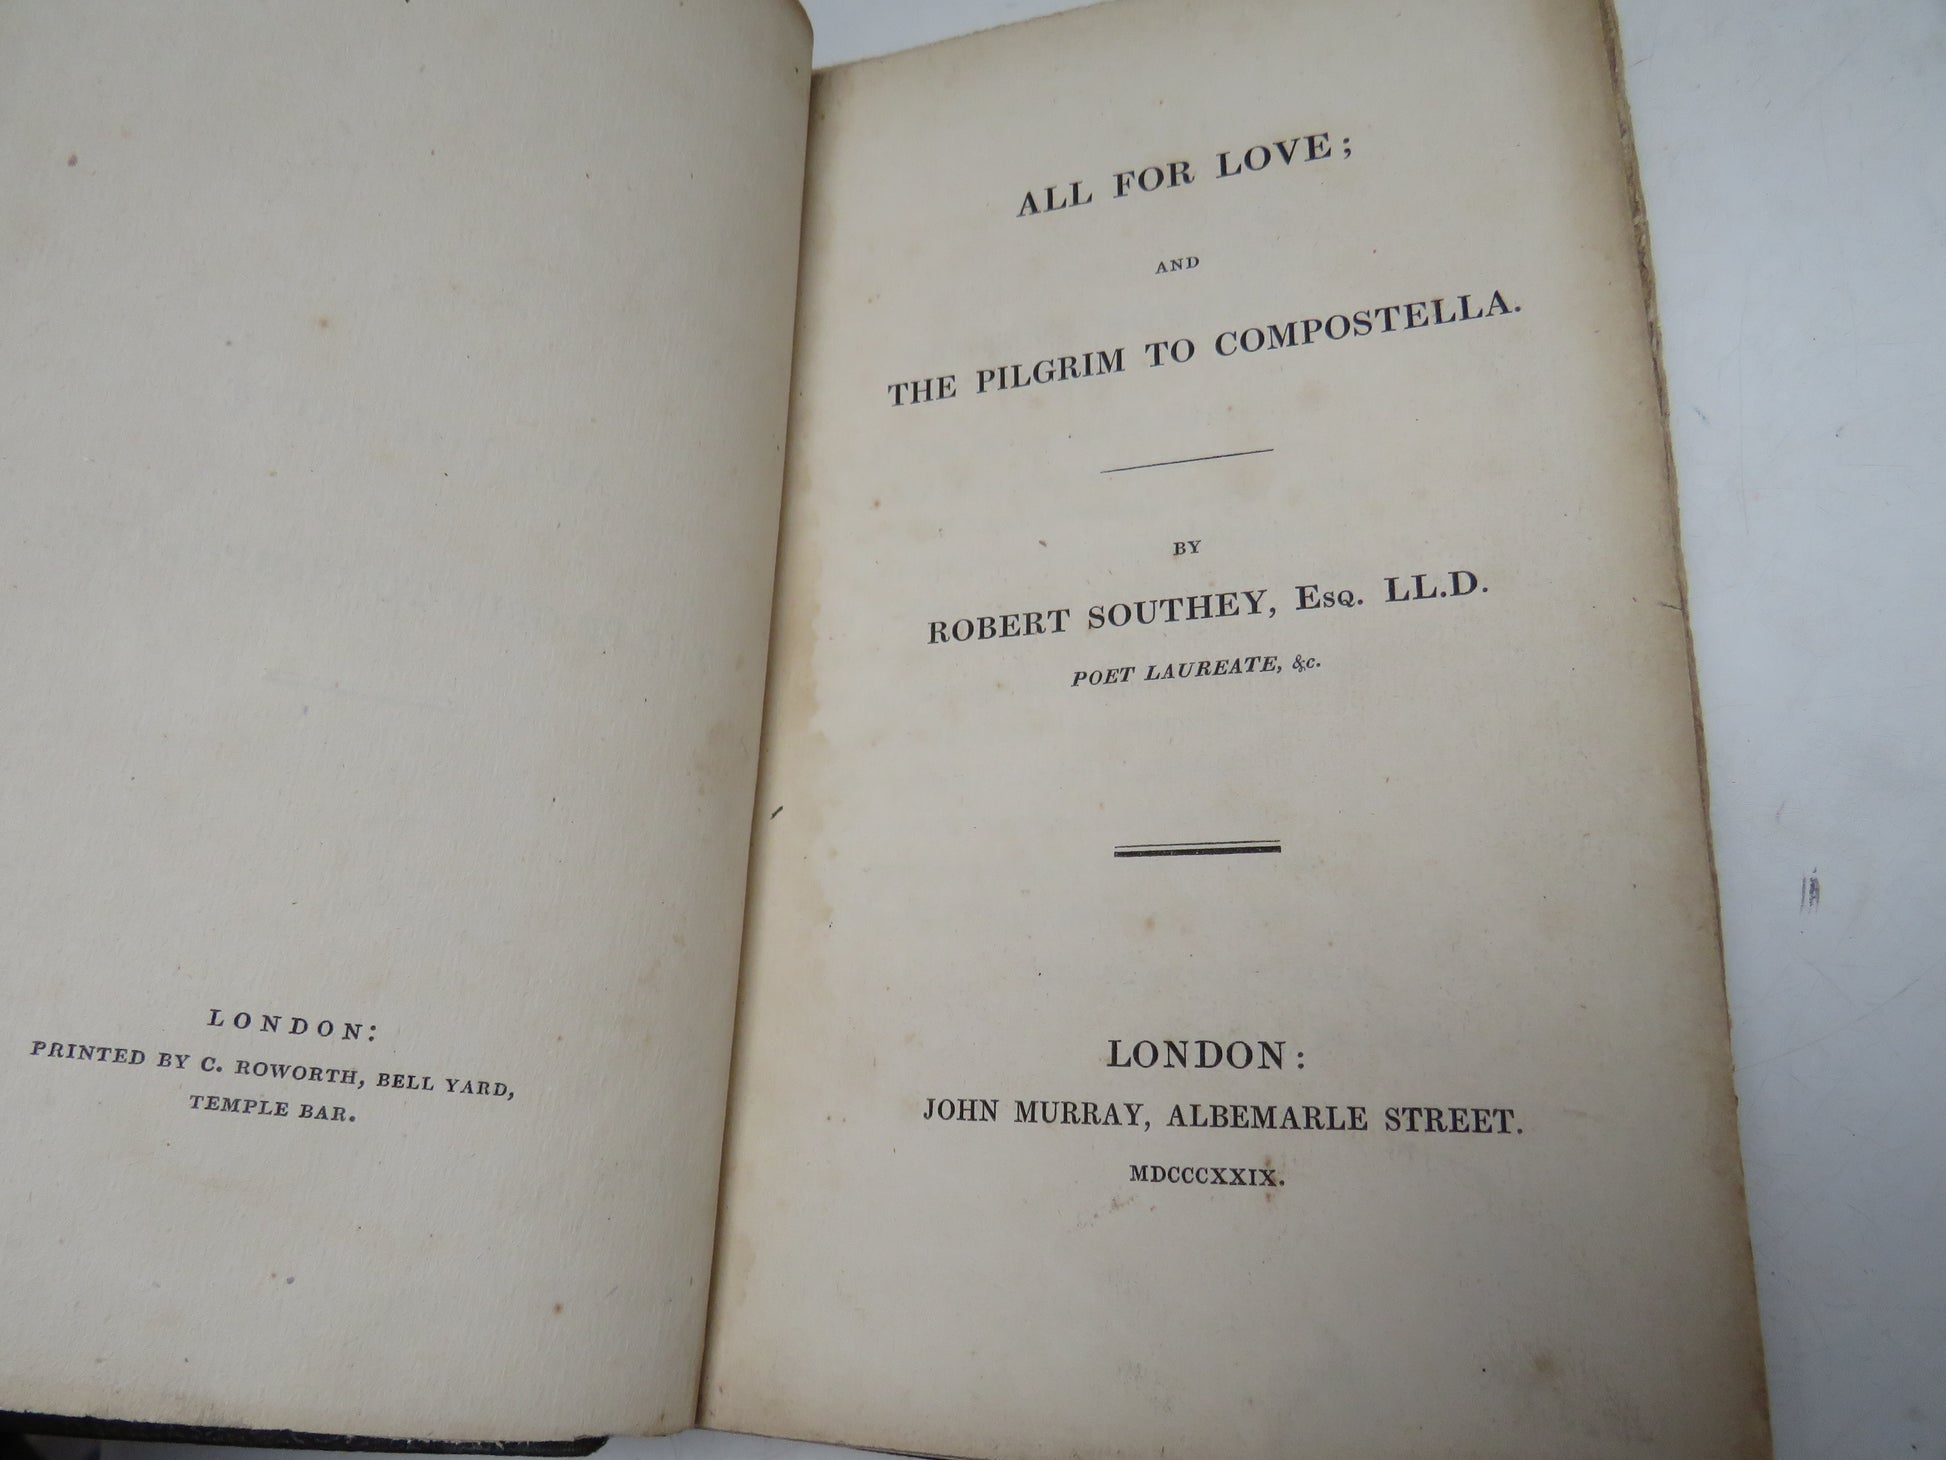 LONDON:
PRINTED BY C. ROWORTH, BELL YARD,
TEMPLE BAR.
ALL FOR LOVE;
AND
THE PILGRIM TO COMPOSTELLA.
BY
ROBERT SOUTHEY, Esq. LL.D.
POET LAUREATE, &c.
LONDON:
JOHN MURRAY, ALBEMARLE STREET.
MDCCCXXIX.